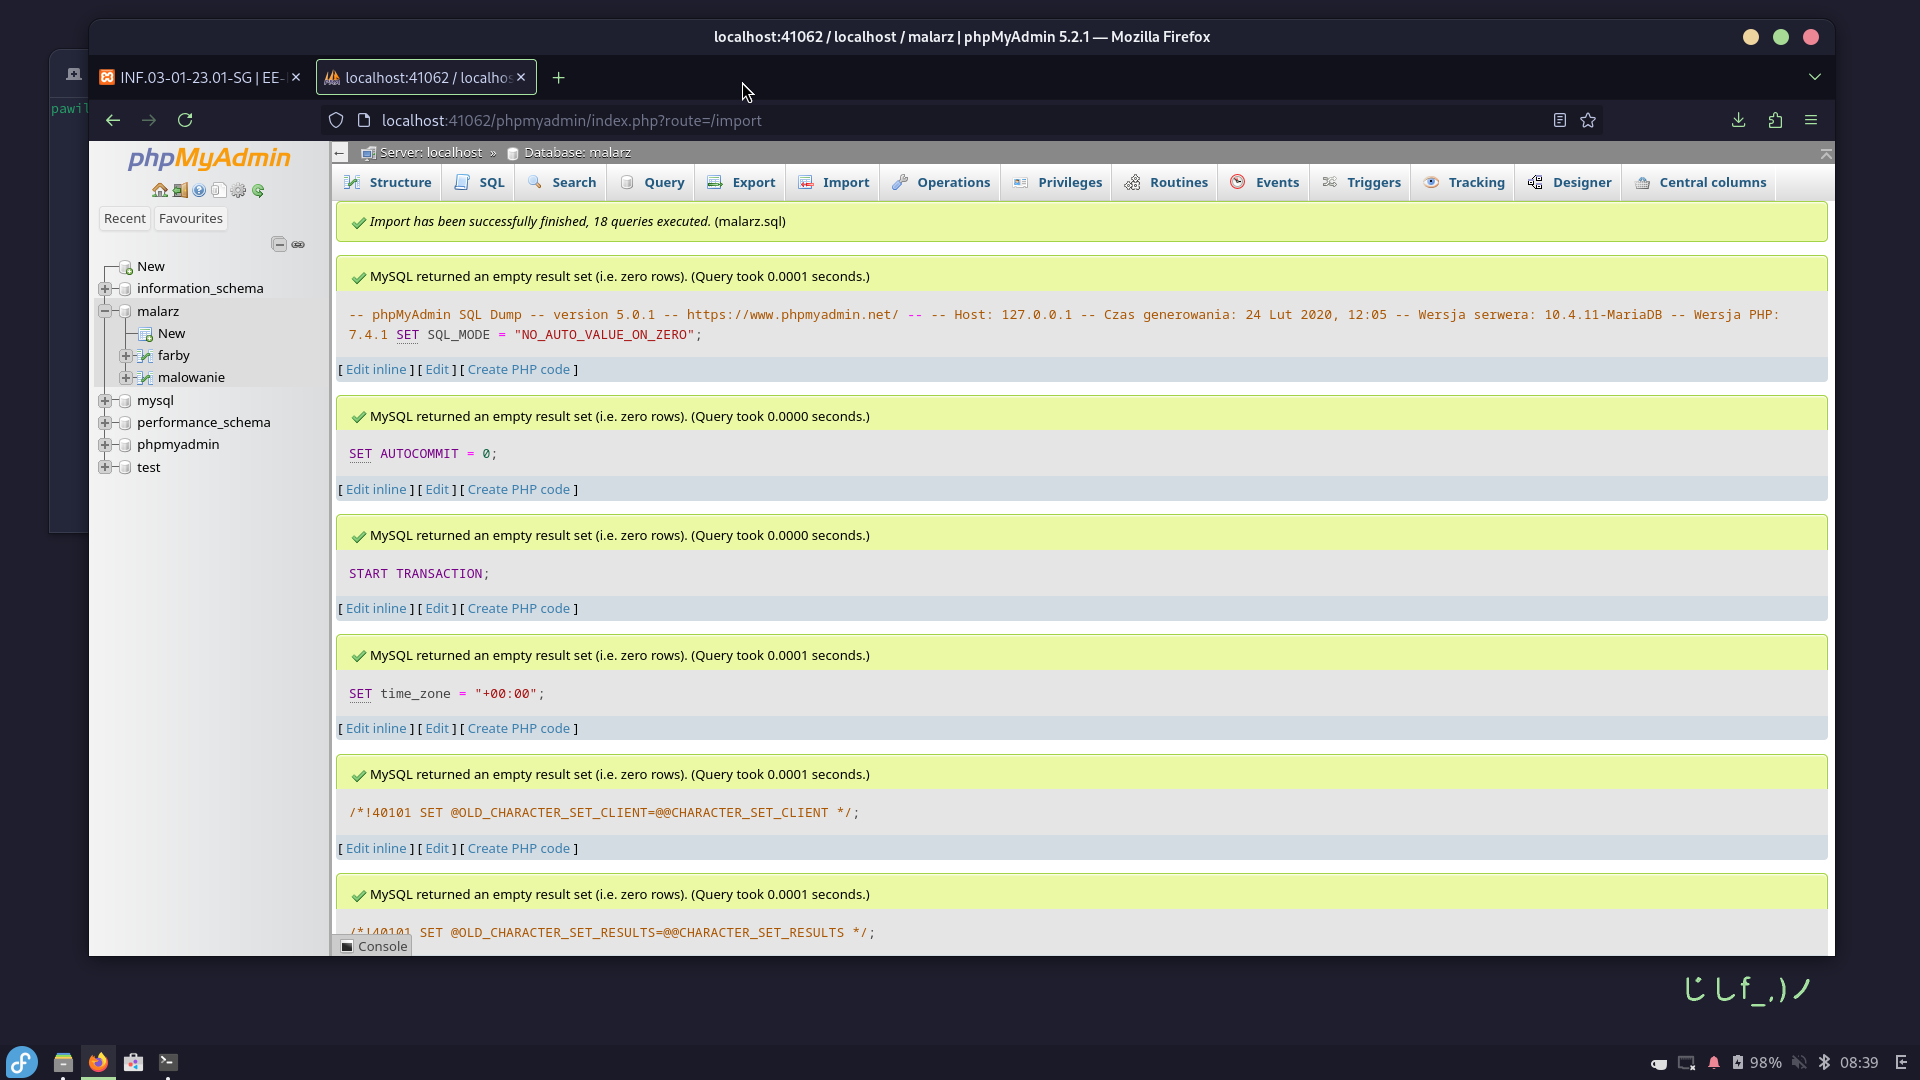 localhost:41062 / localhost / malarz | phpMyAdmin 5.2.1 — Mozilla Firefox
INF.03-01-23.01-SG | EE-
localhost:41062 / localhos
pawil
localhost:41062/phpmyadmin/index.php?route=/import
phpMyAdmin
Recent
Favourites
New
information_schema
malarz
New
farby
malowanie
mysql
performance_schema
phpmyadmin
test
Server: localhost » Database: malarz
Structure SQL Search Query Export Import Operations Privileges Routines Events Triggers Tracking Designer Central columns
Import has been successfully finished, 18 queries executed. (malarz.sql)
MySQL returned an empty result set (i.e. zero rows). (Query took 0.0001 seconds.)
-- phpMyAdmin SQL Dump -- version 5.0.1 -- https://www.phpmyadmin.net/ -- -- Host: 127.0.0.1 -- Czas generowania: 24 Lut 2020, 12:05 -- Wersja serwera: 10.4.11-MariaDB -- Wersja PHP:
7.4.1 SET SQL_MODE = "NO_AUTO_VALUE_ON_ZERO";
[ Edit inline ] [ Edit ] [ Create PHP code ]
MySQL returned an empty result set (i.e. zero rows). (Query took 0.0000 seconds.)
SET AUTOCOMMIT = 0;
[ Edit inline ] [ Edit ] [ Create PHP code ]
MySQL returned an empty result set (i.e. zero rows). (Query took 0.0000 seconds.)
START TRANSACTION;
[ Edit inline ] [ Edit ] [ Create PHP code ]
MySQL returned an empty result set (i.e. zero rows). (Query took 0.0001 seconds.)
SET time_zone = "+00:00";
[ Edit inline ] [ Edit ] [ Create PHP code ]
MySQL returned an empty result set (i.e. zero rows). (Query took 0.0001 seconds.)
/*!40101 SET @OLD_CHARACTER_SET_CLIENT=@@CHARACTER_SET_CLIENT */;
[ Edit inline ] [ Edit ] [ Create PHP code ]
MySQL returned an empty result set (i.e. zero rows). (Query took 0.0001 seconds.)
/*!40101 SET @OLD_CHARACTER_SET_RESULTS=@@CHARACTER_SET_RESULTS */;
Console
じしf_,)ノ
98%
08:39